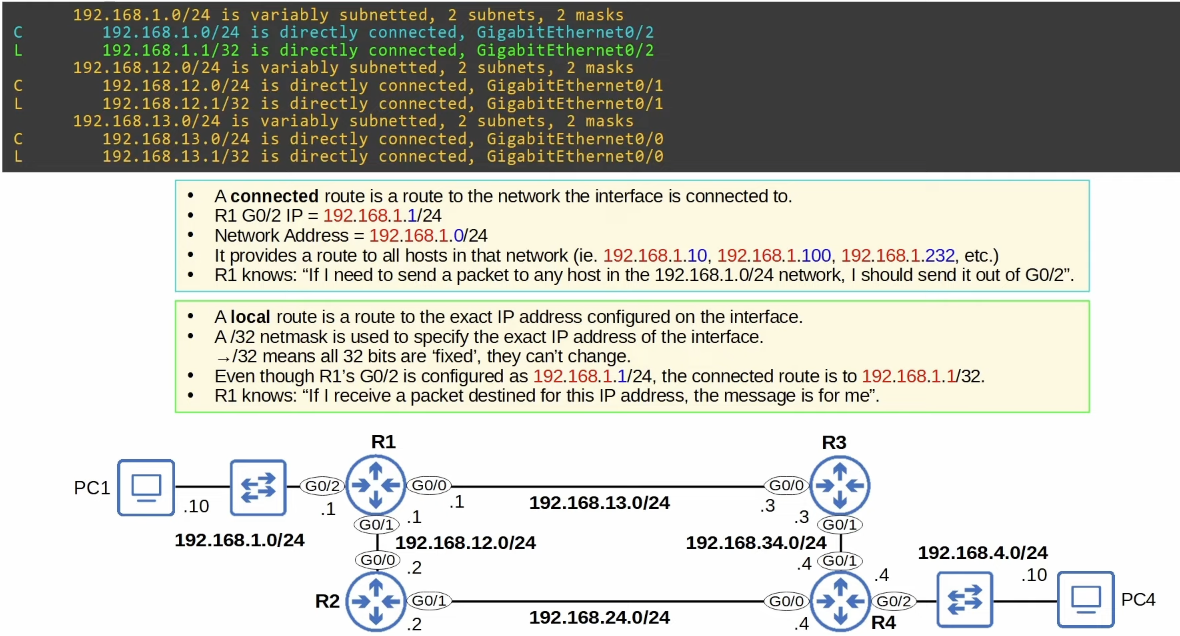 192.168.1.0/24 is variably subnetted, 2 subnets, 2 masks
C 192.168.1.0/24 is directly connected, GigabitEthernet0/2
L 192.168.1.1/32 is directly connected, GigabitEthernet0/2
192.168.12.0/24 is variably subnetted, 2 subnets, 2 masks
C 192.168.12.0/24 is directly connected, GigabitEthernet0/1
L 192.168.12.1/32 is directly connected, GigabitEthernet0/1
192.168.13.0/24 is variably subnetted, 2 subnets, 2 masks
C 192.168.13.0/24 is directly connected, GigabitEthernet0/0
L 192.168.13.1/32 is directly connected, GigabitEthernet0/0
• A connected route is a route to the network the interface is connected to.
• R1 G0/2 IP = 192.168.1.1/24
• Network Address = 192.168.1.0/24
• It provides a route to all hosts in that network (ie. 192.168.1.10, 192.168.1.100, 192.168.1.232, etc.)
• R1 knows: “If I need to send a packet to any host in the 192.168.1.0/24 network, I should send it out of G0/2”.
• A local route is a route to the exact IP address configured on the interface.
• A /32 netmask is used to specify the exact IP address of the interface.
→/32 means all 32 bits are ‘fixed’, they can’t change.
• Even though R1’s G0/2 is configured as 192.168.1.1/24, the connected route is to 192.168.1.1/32.
• R1 knows: “If I receive a packet destined for this IP address, the message is for me”.
R1 R3
PC1 G0/2 G0/0 G0/0
.10 .1 .1 192.168.13.0/24 .3
.1 .3
G0/1 G0/1
192.168.1.0/24 192.168.12.0/24 192.168.34.0/24 192.168.4.0/24
G0/0 .2 .4 G0/1 .4 .10
R2 G0/1 G0/0 G0/2 PC4
.2 192.168.24.0/24 .4 R4